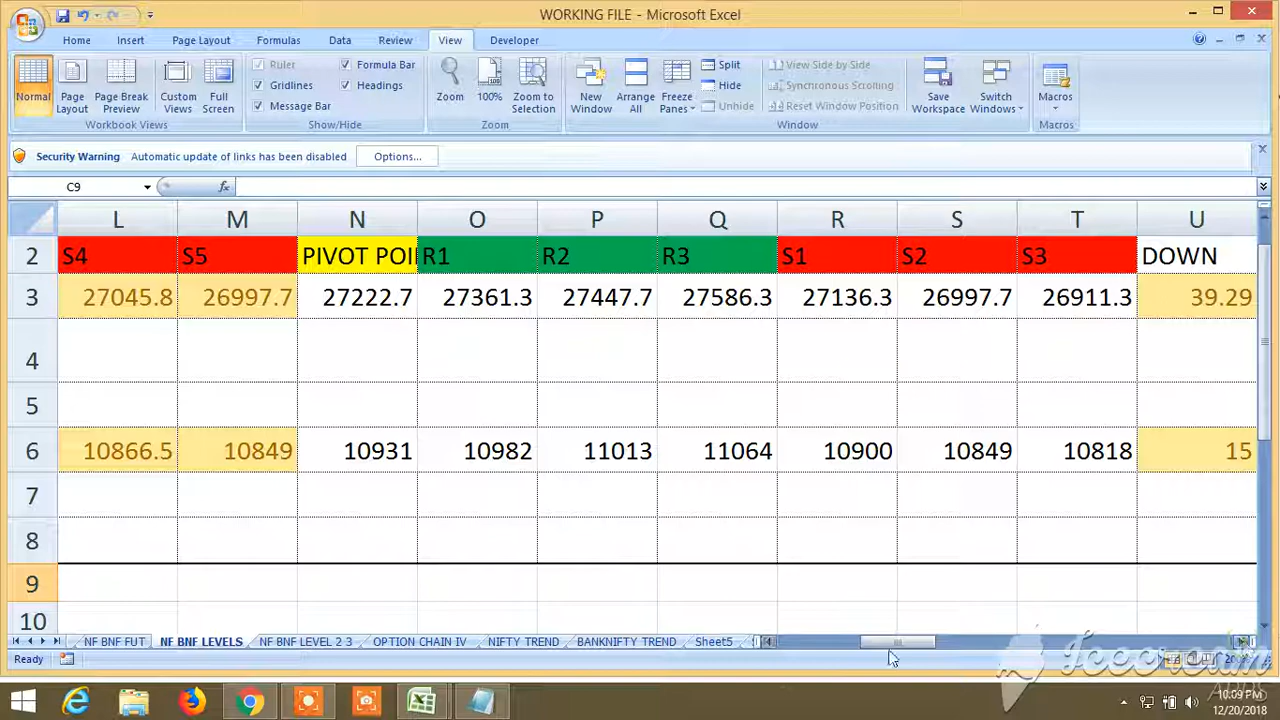 WORKING FILE - Microsoft Excel
Home Insert Page Layout Formulas Data Review View Developer
Normal
Page Layout
Page Break Preview
Custom Views
Full Screen
Workbook Views
Ruler
Gridlines
Message Bar
Formula Bar
Headings
Show/Hide
Zoom
100%
Zoom to Selection
Zoom
New Window
Arrange All
Freeze Panes
Split
Hide
Unhide
View Side by Side
Synchronous Scrolling
Reset Window Position
Window
Save Workspace
Switch Windows
Macros
Macros
Security Warning Automatic update of links has been disabled Options...
C9 fx
L M N O P Q R S T U
2 S4 S5 PIVOT POI R1 R2 R3 S1 S2 S3 DOWN
3 27045.8 26997.7 27222.7 27361.3 27447.7 27586.3 27136.3 26997.7 26911.3 39.29
4
5
6 10866.5 10849 10931 10982 11013 11064 10900 10849 10818 15
7
8
9
10
NF BNF FUT NF BNF LEVELS NF BNF LEVEL 2 3 OPTION CHAIN IV NIFTY TREND BANKNIFTY TREND Sheet5
Ready
Icecream
APPS
10:09 PM
12/20/2018